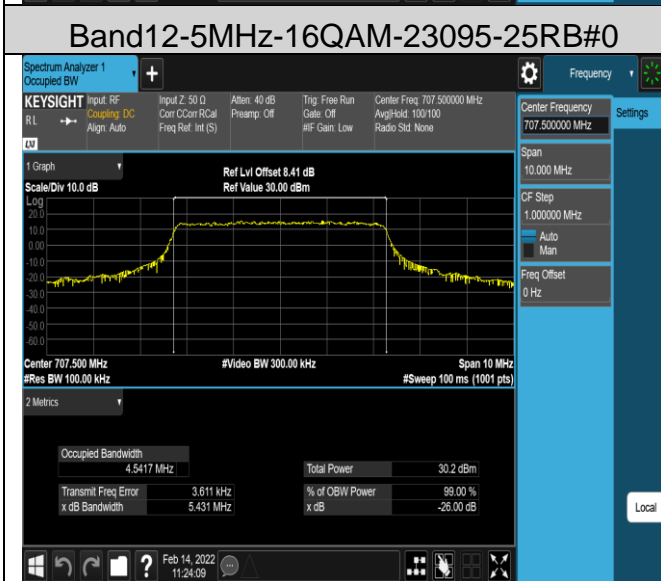 Band12-5MHz-16QAM-23095-25RB#0
Spectrum Analyzer 1
Occupied BW
+
Frequency
KEYSIGHT
Input: RF
Input Z: 50 Ω
Atten: 40 dB
Trig: Free Run
Center Freq: 707.500000 MHz
RL
Coupling: DC
Corr CCorr RCal
Preamp: Off
Gate: Off
Avg|Hold: 100/100
Align: Auto
Freq Ref: Int (S)
#IF Gain: Low
Radio Std: None
LXI
Center Frequency
707.500000 MHz
Settings
Span
10.000 MHz
CF Step
1.000000 MHz
Auto
Man
Freq Offset
0 Hz
1 Graph
Ref Lvl Offset 8.41 dB
Scale/Div 10.0 dB
Ref Value 30.00 dBm
Log
20.0
10.0
0.00
-10.0
-20.0
-30.0
-40.0
-50.0
-60.0
Center 707.500 MHz
#Video BW 300.00 kHz
Span 10 MHz
#Res BW 100.00 kHz
#Sweep 100 ms (1001 pts)
2 Metrics
Occupied Bandwidth
4.5417 MHz
Total Power 30.2 dBm
Transmit Freq Error 3.611 kHz
% of OBW Power 99.00 %
x dB Bandwidth 5.431 MHz
x dB -26.00 dB
Local
?
Feb 14, 2022
11:24:09